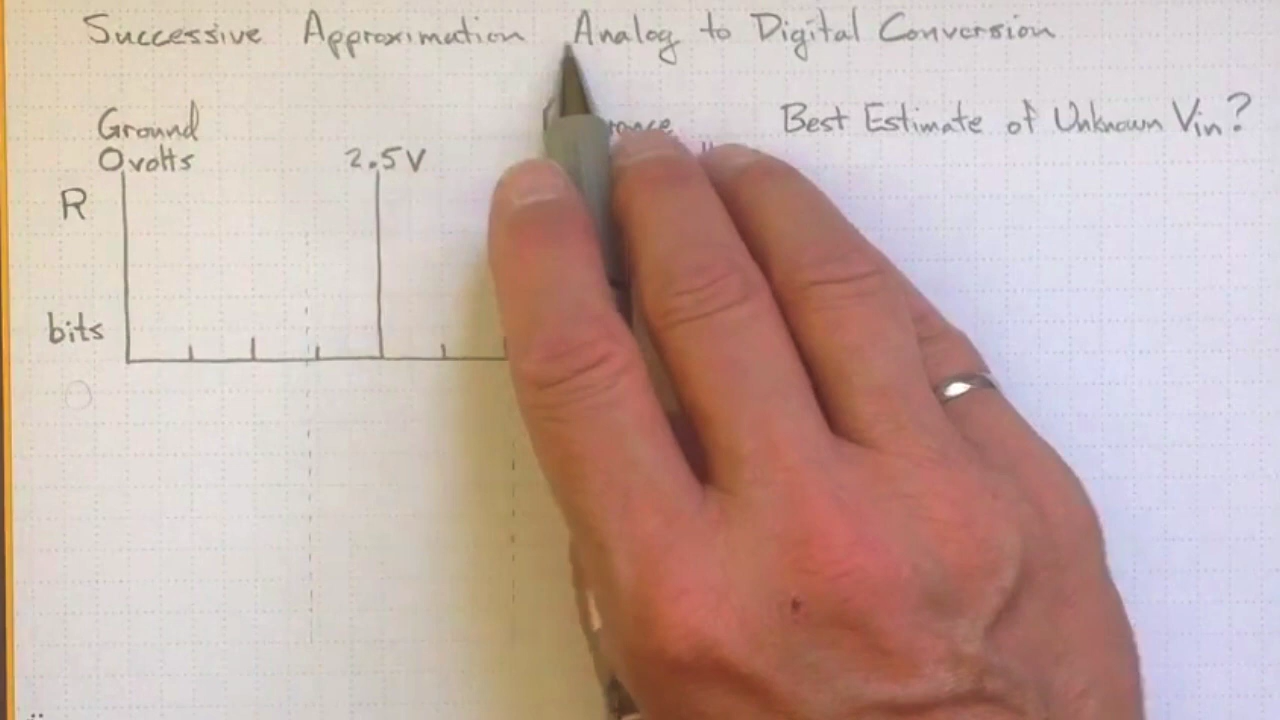 Successive Approximation Analog to Digital Conversion
Ground
Best Estimate of Unknown Vin?
0 volts 2.5V
R
bits